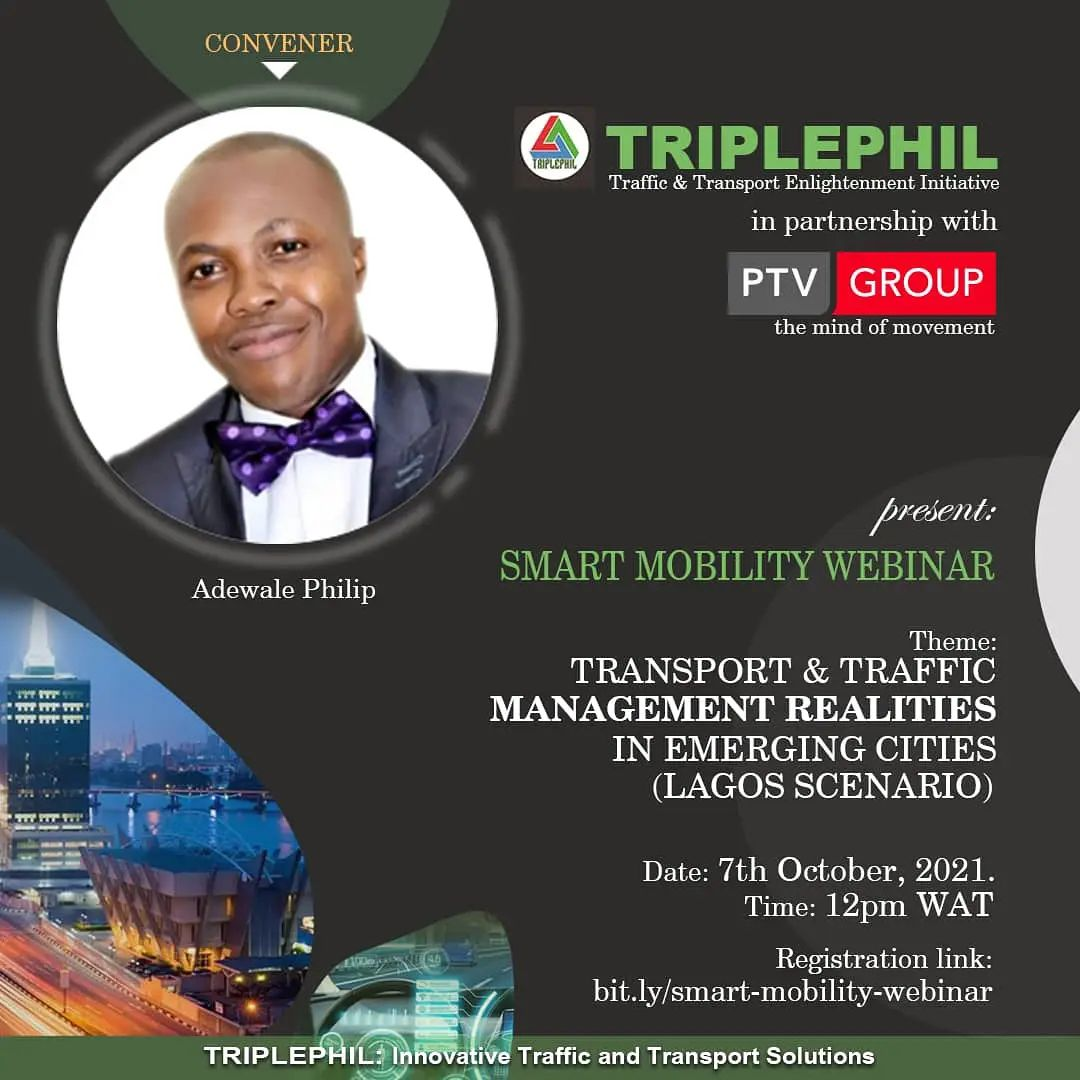 CONVENER
TRIPLEPHIL
TRIPLEPHIL
Traffic & Transport Enlightenment Initiative
in partnership with
PTV GROUP
the mind of movement
present:
SMART MOBILITY WEBINAR
Adewale Philip
Theme:
TRANSPORT & TRAFFIC
MANAGEMENT REALITIES
IN EMERGING CITIES
(LAGOS SCENARIO)
Date: 7th October, 2021.
Time: 12pm WAT
Registration link:
bit.ly/smart-mobility-webinar
TRIPLEPHIL: Innovative Traffic and Transport Solutions